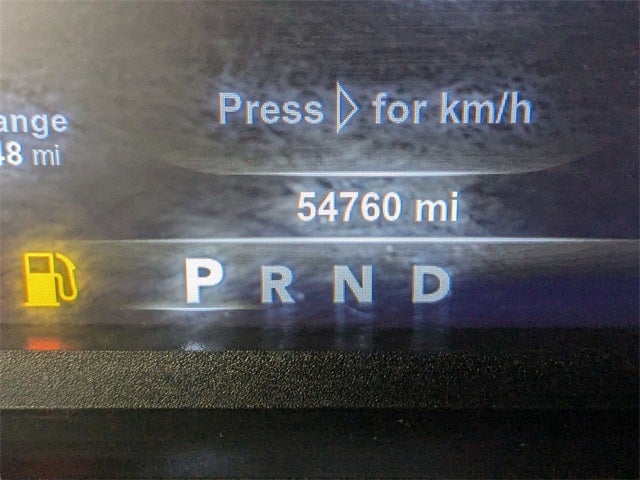 Press ▷ for km/h
ange
48 mi
54760 mi
P R N D